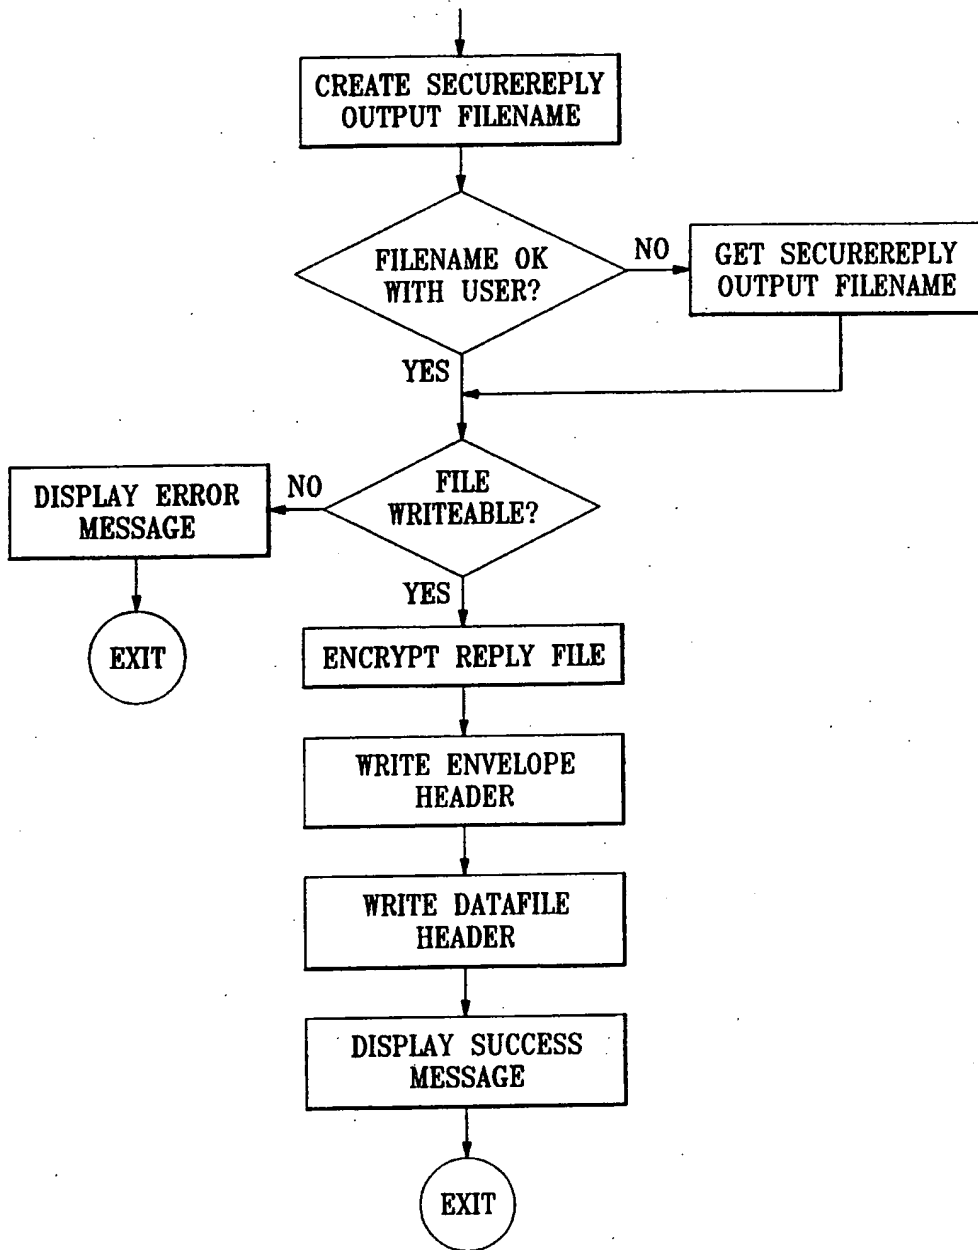 CREATE SECUREREPLY
OUTPUT FILENAME
FILENAME OK
WITH USER?
NO
GET SECUREREPLY
OUTPUT FILENAME
YES
FILE
WRITEABLE?
NO
DISPLAY ERROR
MESSAGE
EXIT
YES
ENCRYPT REPLY FILE
WRITE ENVELOPE
HEADER
WRITE DATAFILE
HEADER
DISPLAY SUCCESS
MESSAGE
EXIT